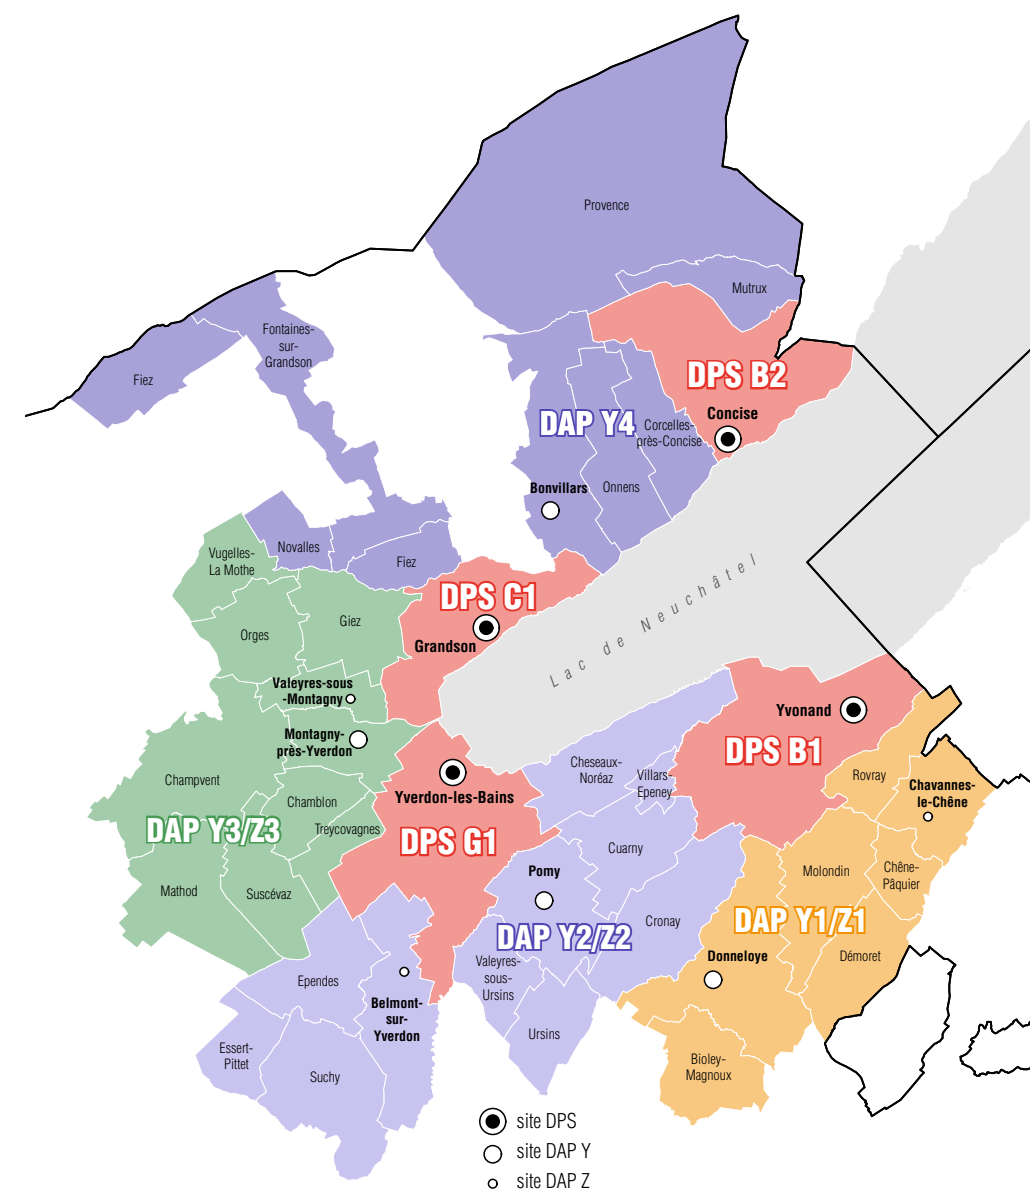 Provence
Mutrux
Fontaines-
sur-
Grandson
Fiez
DPS B2
Concise
DAP Y4
Corcelles-
près-Concise
Bonvillars
Onnens
Novalles
Fiez
Vugelles-
La Mothe
Lac de Neuchâtel
DPS C1
Grandson
Giez
Orges
Valeyres-sous
-Montagny
Montagny-
près-Yverdon
Yvonand
DPS B1
Champvent
Chamblon
Treycovagnes
DAP Y3/Z3
Mathod
Suscévaz
Yverdon-les-Bains
DPS G1
Cheseaux-
Noréaz
Villars-
Epeney
Rovray
Chavannes-
le-Chêne
Cuarny
Pomy
Molondin
Chêne-
Pâquier
Cronay
DAP Y2/Z2
DAP Y1/Z1
Donneloye
Démoret
Valeyres-
sous-
Ursins
Ependes
Belmont-
sur-
Yverdon
Ursins
Essert-
Pittet
Suchy
Bioley-
Magnoux
site DPS
site DAP Y
site DAP Z